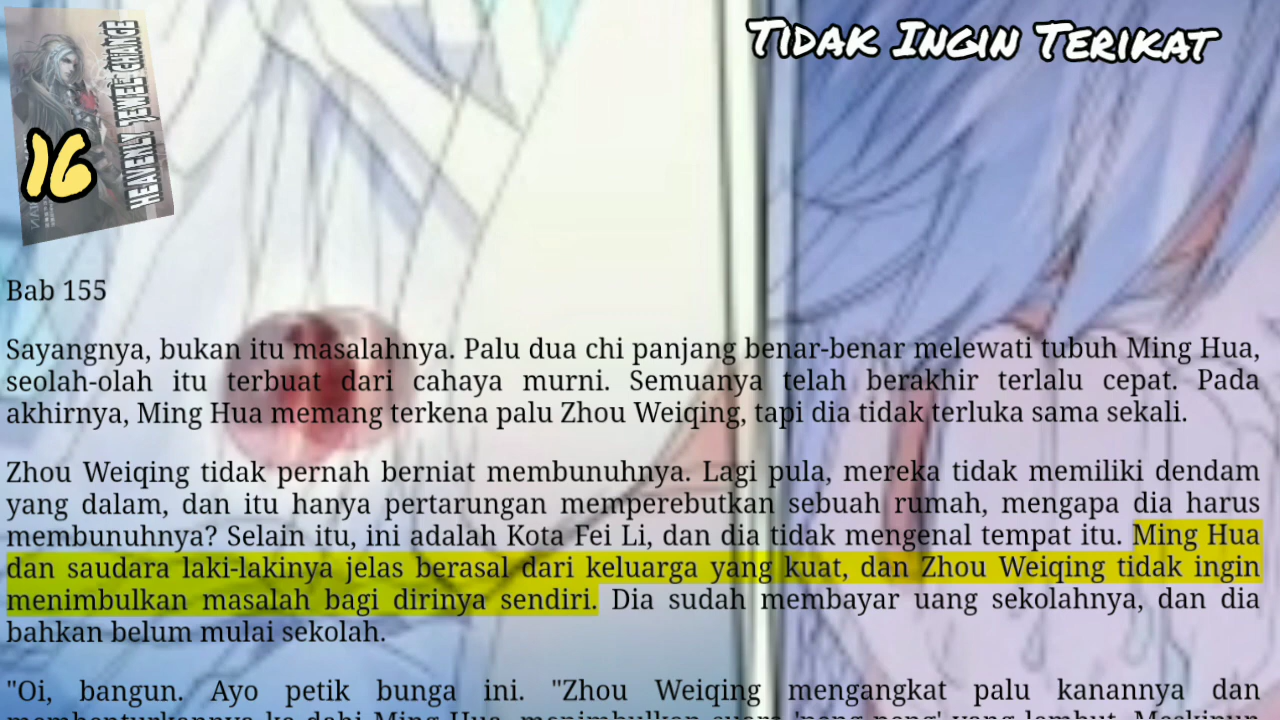 TIDAK INGIN TERIKAT
HEAVENLY JEWEL CHANGE
16
Bab 155
Sayangnya, bukan itu masalahnya. Palu dua chi panjang benar-benar melewati tubuh Ming Hua,
seolah-olah itu terbuat dari cahaya murni. Semuanya telah berakhir terlalu cepat. Pada
akhirnya, Ming Hua memang terkena palu Zhou Weiqing, tapi dia tidak terluka sama sekali.
Zhou Weiqing tidak pernah berniat membunuhnya. Lagi pula, mereka tidak memiliki dendam
yang dalam, dan itu hanya pertarungan memperebutkan sebuah rumah, mengapa dia harus
membunuhnya? Selain itu, ini adalah Kota Fei Li, dan dia tidak mengenal tempat itu. Ming Hua
dan saudara laki-lakinya jelas berasal dari keluarga yang kuat, dan Zhou Weiqing tidak ingin
menimbulkan masalah bagi dirinya sendiri. Dia sudah membayar uang sekolahnya, dan dia
bahkan belum mulai sekolah.
"Oi, bangun. Ayo petik bunga ini. "Zhou Weiqing mengangkat palu kanannya dan